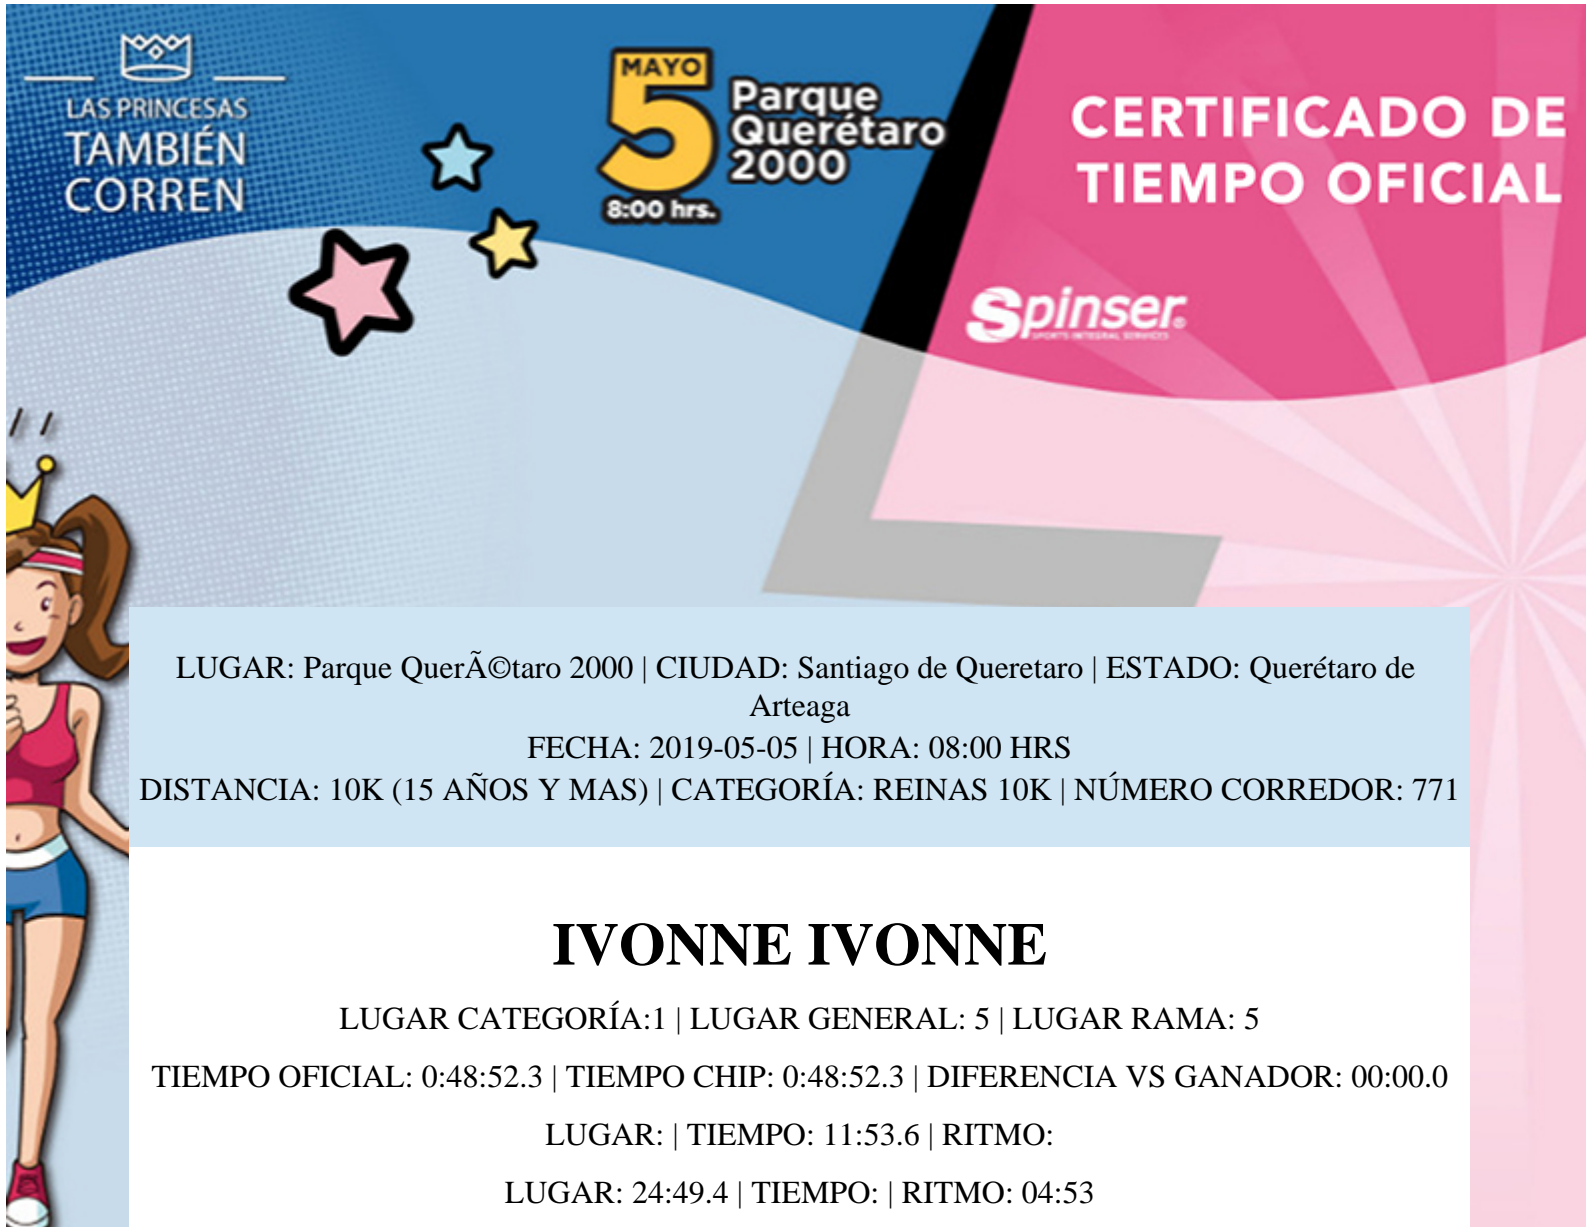 LAS PRINCESAS
TAMBIÉN
CORREN
MAYO
5
8:00 hrs.
Parque
Querétaro
2000
CERTIFICADO DE
TIEMPO OFICIAL
Spinser®
SPORTS INTEGRAL SERVICES
LUGAR: Parque QuerÃ©taro 2000 | CIUDAD: Santiago de Queretaro | ESTADO: Querétaro de
Arteaga
FECHA: 2019-05-05 | HORA: 08:00 HRS
DISTANCIA: 10K (15 AÑOS Y MAS) | CATEGORÍA: REINAS 10K | NÚMERO CORREDOR: 771
IVONNE IVONNE
LUGAR CATEGORÍA:1 | LUGAR GENERAL: 5 | LUGAR RAMA: 5
TIEMPO OFICIAL: 0:48:52.3 | TIEMPO CHIP: 0:48:52.3 | DIFERENCIA VS GANADOR: 00:00.0
LUGAR: | TIEMPO: 11:53.6 | RITMO:
LUGAR: 24:49.4 | TIEMPO: | RITMO: 04:53